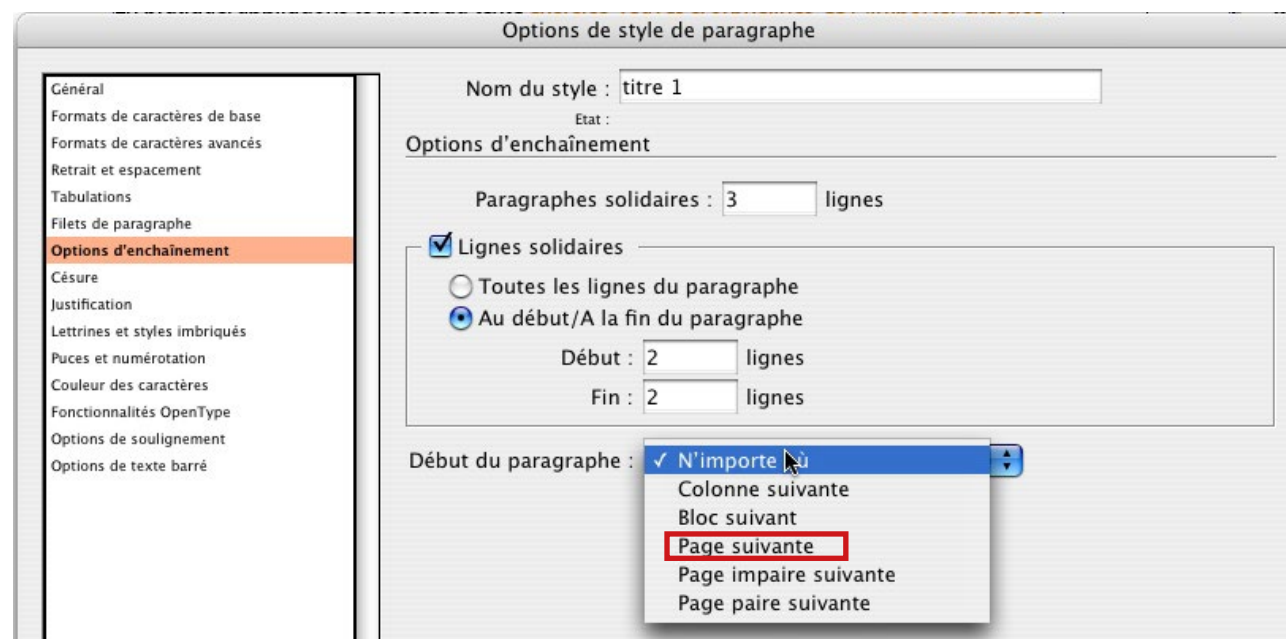 Options de style de paragraphe
Général
Formats de caractères de base
Formats de caractères avancés
Retrait et espacement
Tabulations
Filets de paragraphe
Options d'enchaînement
Césure
Justification
Lettrines et styles imbriqués
Puces et numérotation
Couleur des caractères
Fonctionnalités OpenType
Options de soulignement
Options de texte barré
Nom du style : titre 1
Etat :
Options d'enchaînement
Paragraphes solidaires : 3 lignes
Lignes solidaires
Toutes les lignes du paragraphe
Au début/A la fin du paragraphe
Début : 2 lignes
Fin : 2 lignes
Début du paragraphe : ✓ N'importe où
Colonne suivante
Bloc suivant
Page suivante
Page impaire suivante
Page paire suivante